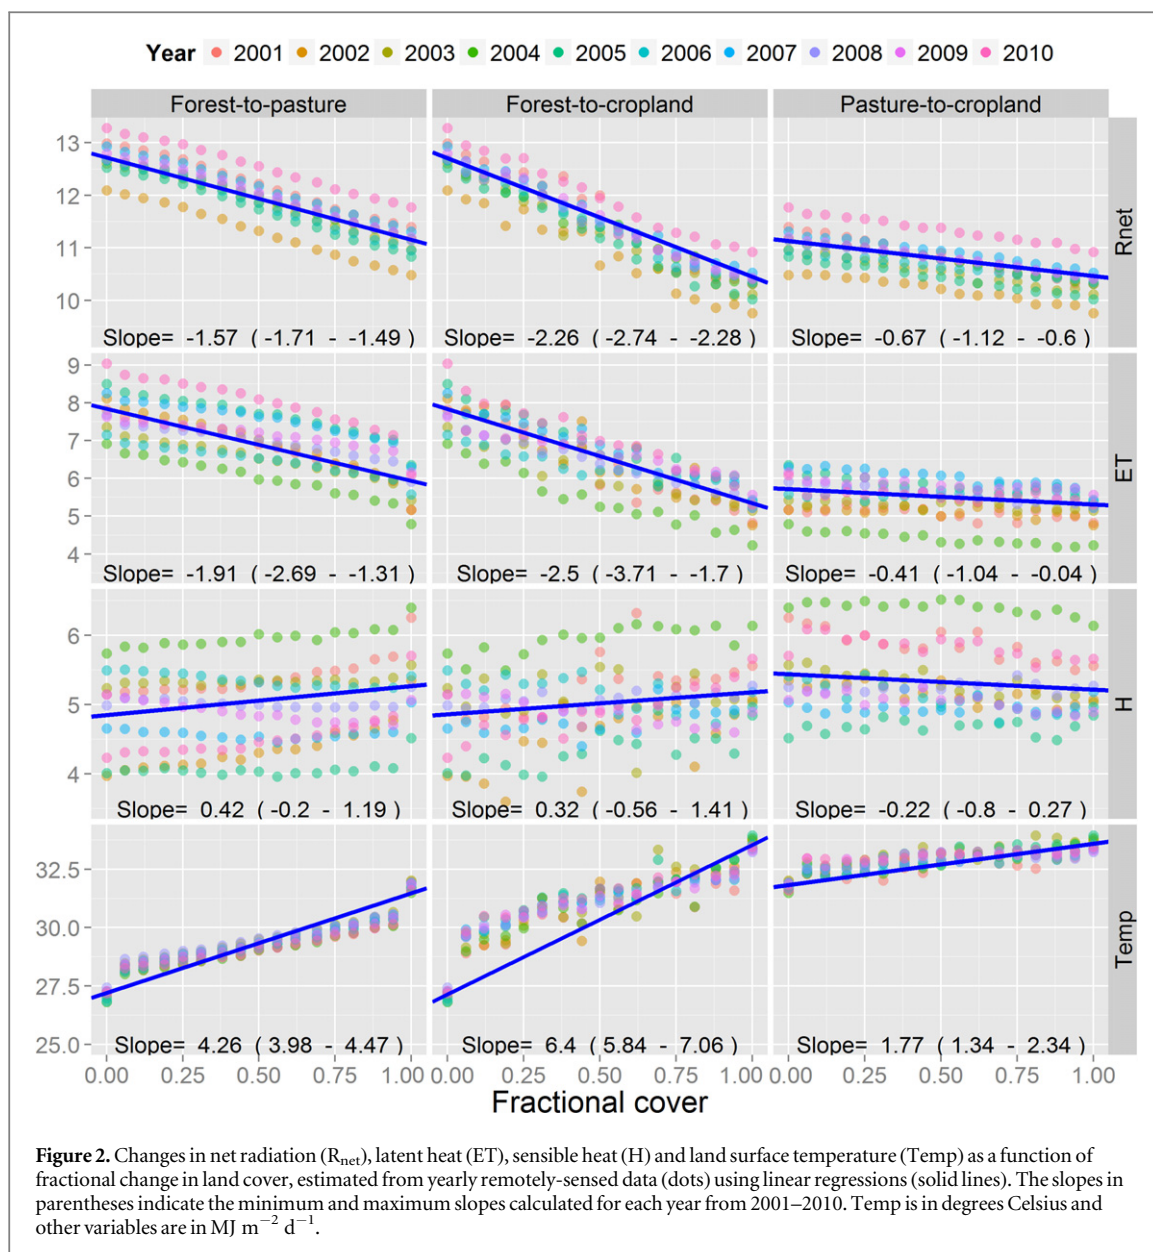 Year 2001 2002 2003 2004 2005 2006 2007 2008 2009 2010
Forest-to-pasture Forest-to-cropland Pasture-to-cropland
13
12
11
10
Rnet
Slope= -1.57 ( -1.71 - -1.49 ) Slope= -2.26 ( -2.74 - -2.28 ) Slope= -0.67 ( -1.12 - -0.6 )
9
8
7
6
5
4
ET
Slope= -1.91 ( -2.69 - -1.31 ) Slope= -2.5 ( -3.71 - -1.7 ) Slope= -0.41 ( -1.04 - -0.04 )
6
5
4
H
Slope= 0.42 ( -0.2 - 1.19 ) Slope= 0.32 ( -0.56 - 1.41 ) Slope= -0.22 ( -0.8 - 0.27 )
32.5
30.0
27.5
25.0
Temp
Slope= 4.26 ( 3.98 - 4.47 ) Slope= 6.4 ( 5.84 - 7.06 ) Slope= 1.77 ( 1.34 - 2.34 )
0.00 0.25 0.50 0.75 1.00 0.00 0.25 0.50 0.75 1.00 0.00 0.25 0.50 0.75 1.00
Fractional cover
Figure 2. Changes in net radiation (Rnet), latent heat (ET), sensible heat (H) and land surface temperature (Temp) as a function of
fractional change in land cover, estimated from yearly remotely-sensed data (dots) using linear regressions (solid lines). The slopes in
parentheses indicate the minimum and maximum slopes calculated for each year from 2001–2010. Temp is in degrees Celsius and
other variables are in MJ m⁻² d⁻¹.